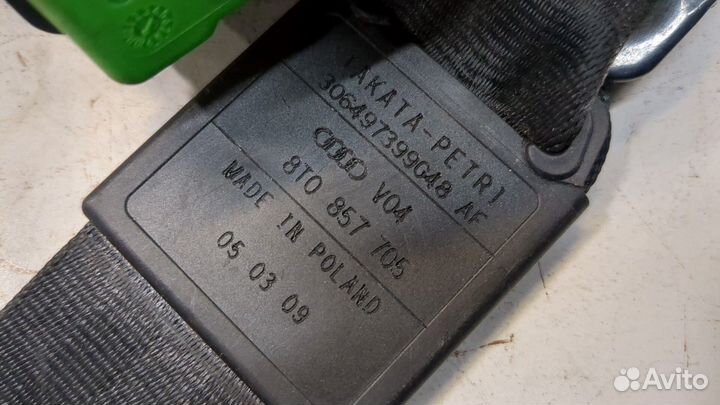 TAKATA-PETRI
306497399048 AF
V04
8T0 857 705
MADE IN POLAND
05 03 09
Avito